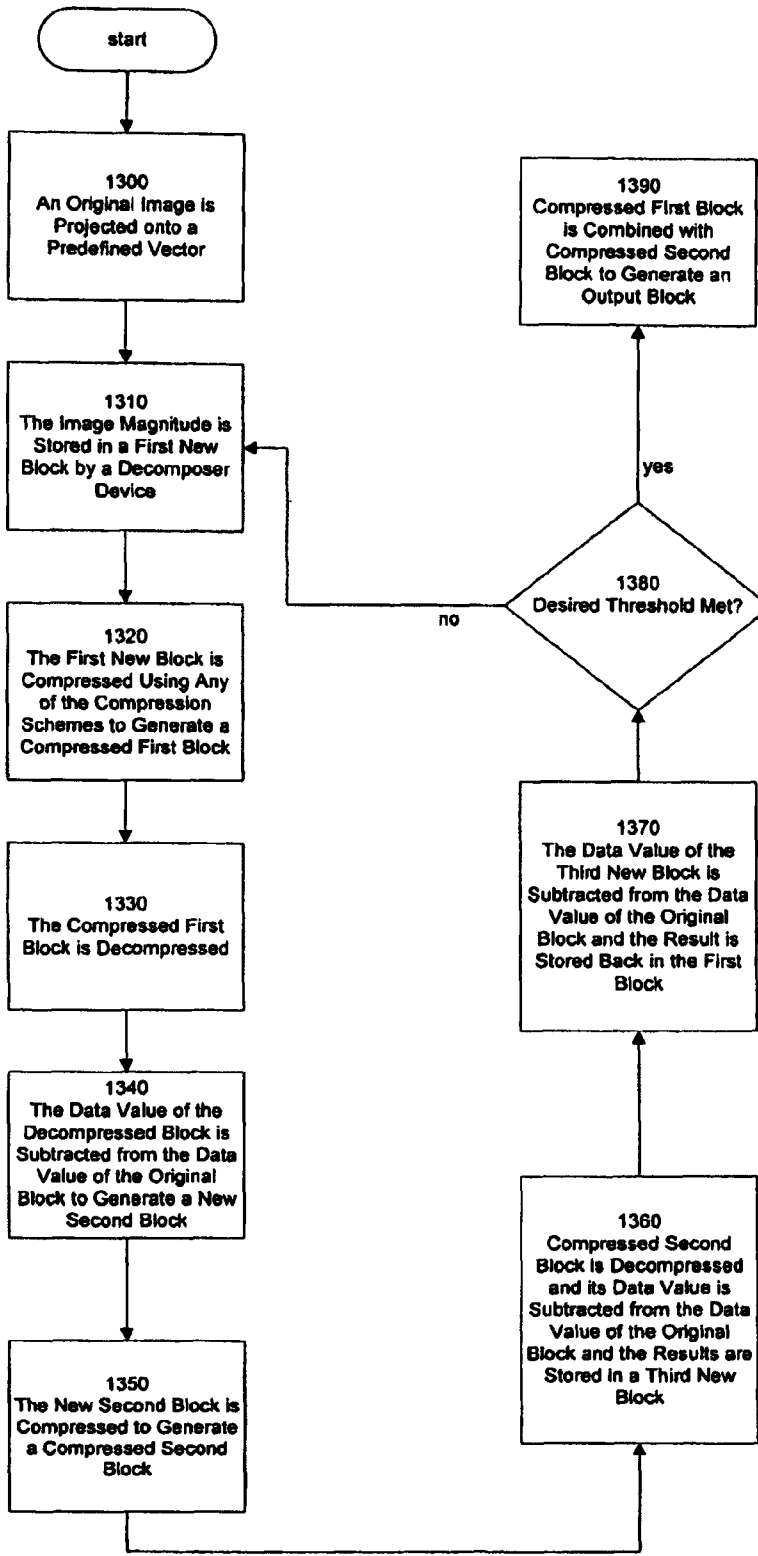 start
1300
An Original Image is
Projected onto a
Predefined Vector
1310
The Image Magnitude is
Stored in a First New
Block by a Decomposer
Device
1320
The First New Block is
Compressed Using Any
of the Compression
Schemes to Generate a
Compressed First Block
1330
The Compressed First
Block is Decompressed
1340
The Data Value of the
Decompressed Block is
Subtracted from the Data
Value of the Original
Block to Generate a New
Second Block
1350
The New Second Block is
Compressed to Generate
a Compressed Second
Block
1360
Compressed Second
Block is Decompressed
and its Data Value is
Subtracted from the Data
Value of the Original
Block and the Results are
Stored in a Third New
Block
1370
The Data Value of the
Third New Block is
Subtracted from the Data
Value of the Original
Block and the Result is
Stored Back in the First
Block
1380
Desired Threshold Met?
no
yes
1390
Compressed First Block
is Combined with
Compressed Second
Block to Generate an
Output Block